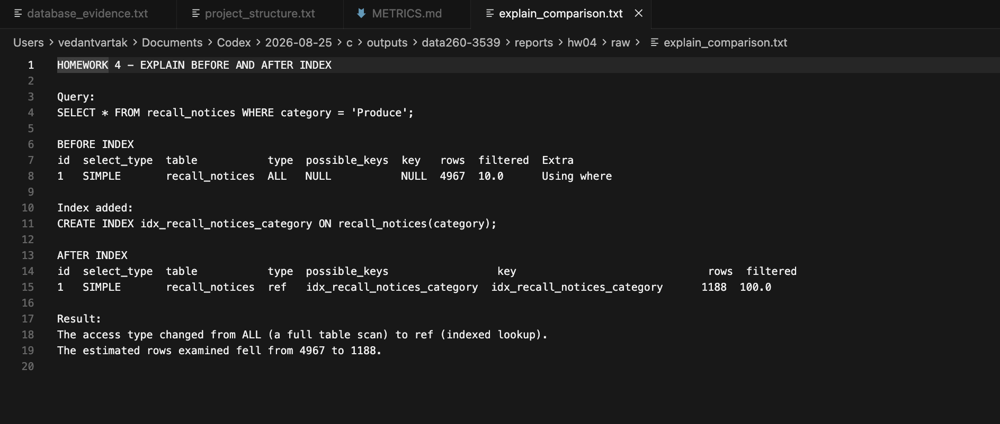 database_evidence.txt project_structure.txt METRICS.md explain_comparison.txt
Users > vedantvartak > Documents > Codex > 2026-08-25 > c > outputs > data260-3539 > reports > hw04 > raw > explain_comparison.txt
1 HOMEWORK 4 - EXPLAIN BEFORE AND AFTER INDEX
2
3 Query:
4 SELECT * FROM recall_notices WHERE category = 'Produce';
5
6 BEFORE INDEX
7 id select_type table type possible_keys key rows filtered Extra
8 1 SIMPLE recall_notices ALL NULL NULL 4967 10.0 Using where
9
10 Index added:
11 CREATE INDEX idx_recall_notices_category ON recall_notices(category);
12
13 AFTER INDEX
14 id select_type table type possible_keys key rows filtered
15 1 SIMPLE recall_notices ref idx_recall_notices_category idx_recall_notices_category 1188 100.0
16
17 Result:
18 The access type changed from ALL (a full table scan) to ref (indexed lookup).
19 The estimated rows examined fell from 4967 to 1188.
20